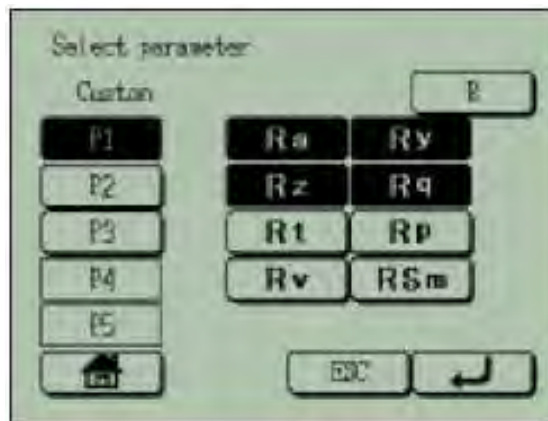 Select parameter
Custom
R
P1 Ra Ry
P2 Rz Rq
P3 Rt Rp
P4 Rv RSm
P5
ESC